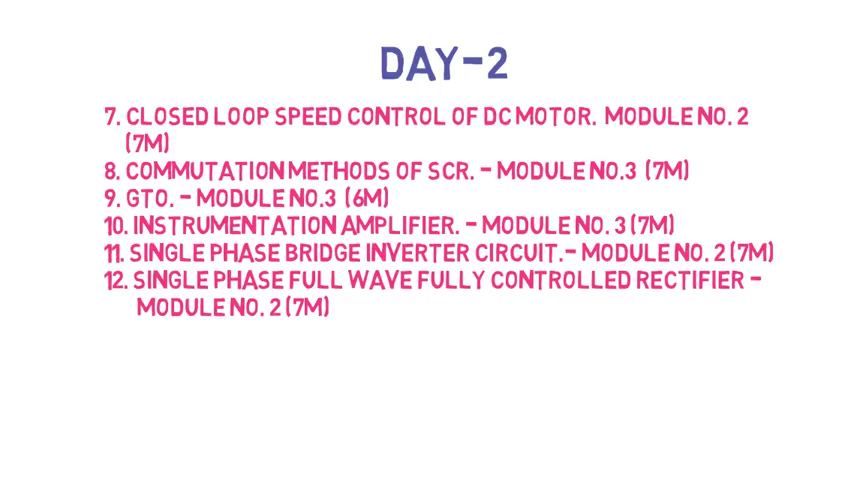 DAY-2
7. CLOSED LOOP SPEED CONTROL OF DC MOTOR. MODULE NO. 2
(7M)
8. COMMUTATION METHODS OF SCR. - MODULE NO.3 (7M)
9. GTO. - MODULE NO.3 (6M)
10. INSTRUMENTATION AMPLIFIER. - MODULE NO. 3 (7M)
11. SINGLE PHASE BRIDGE INVERTER CIRCUIT.- MODULE NO. 2 (7M)
12. SINGLE PHASE FULL WAVE FULLY CONTROLLED RECTIFIER -
MODULE NO. 2 (7M)